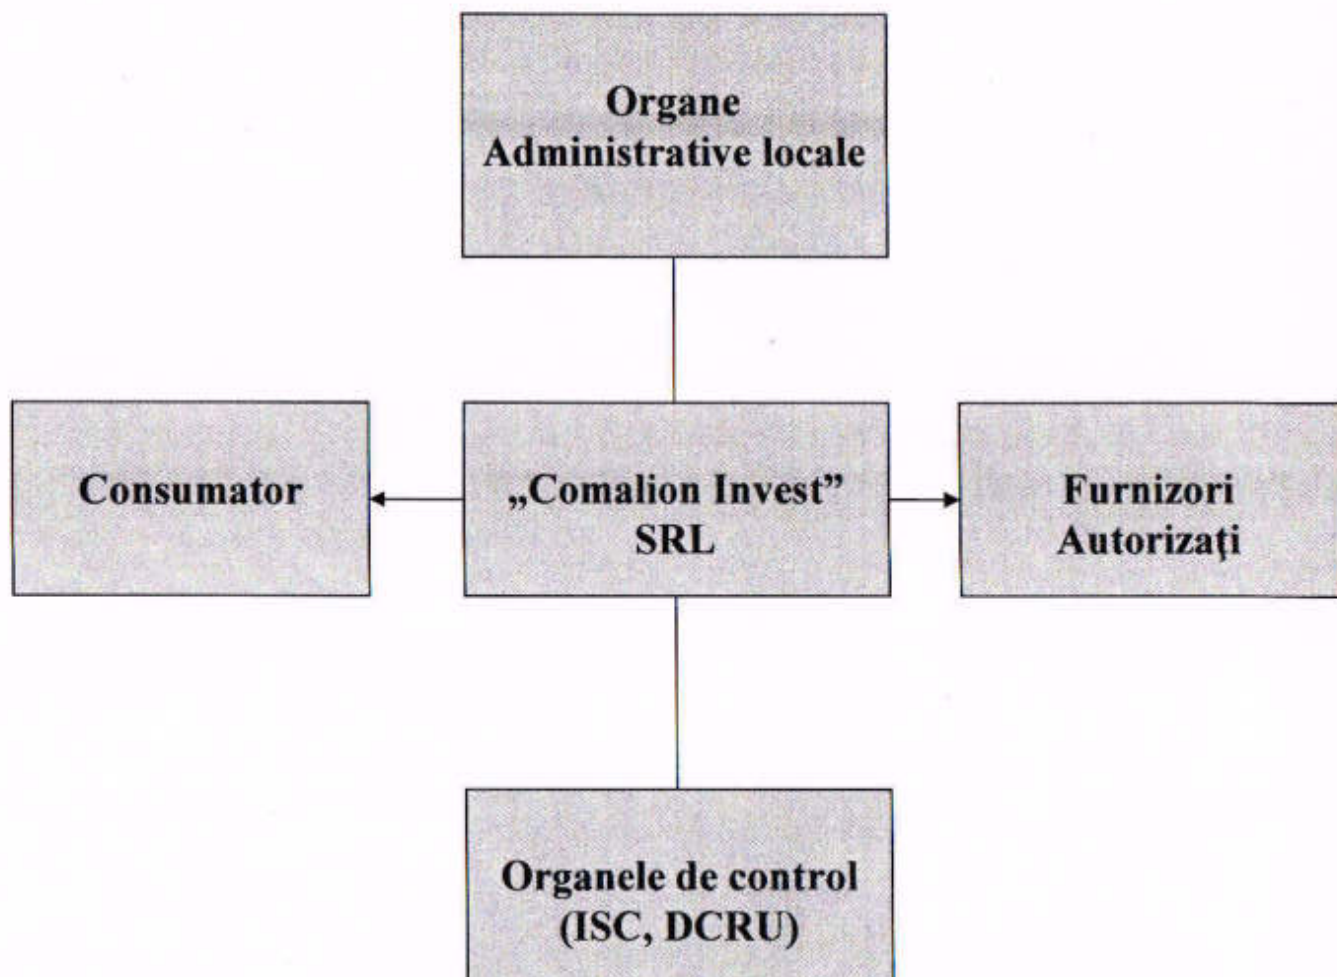 Organe
Administrative locale
Consumator
„Comalion Invest”
SRL
Furnizori
Autorizaţi
Organele de control
(ISC, DCRU)